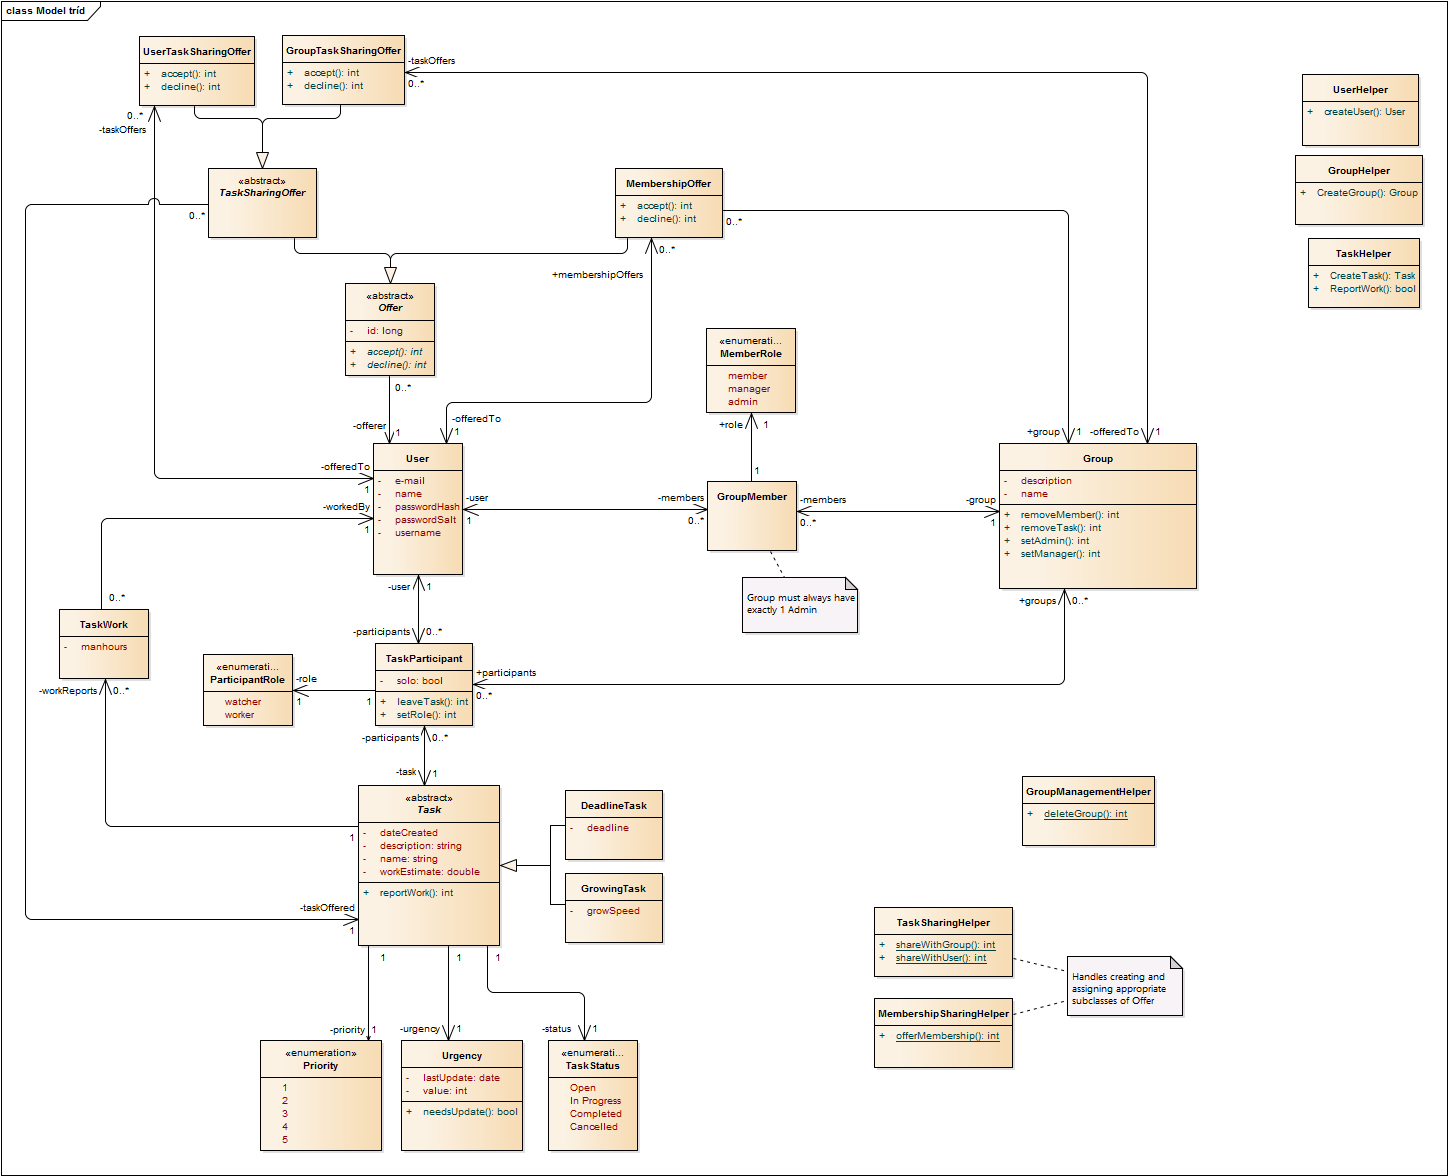 class Model tríd
UserTaskSharingOffer
+ accept(): int
+ decline(): int
GroupTaskSharingOffer
+ accept(): int
+ decline(): int
-taskOffers
0..*
0..*
-taskOffers
UserHelper
+ createUser(): User
GroupHelper
+ CreateGroup(): Group
TaskHelper
+ CreateTask(): Task
+ ReportWork(): bool
«abstract»
TaskSharingOffer
0..*
MembershipOffer
+ accept(): int
+ decline(): int
0..*
0..*
+membershipOffers
«abstract»
Offer
- id: long
+ accept(): int
+ decline(): int
0..*
-offerer
1
-offeredTo
1
«enumerati...
MemberRole
member
manager
admin
+role
1
1
+group
1
-offeredTo
1
User
- e-mail
- name
- passwordHash
- passwordSalt
- username
-offeredTo
1
-workedBy
1
-user
1
-members
0..*
GroupMember
-members
0..*
-group
1
Group
- description
- name
+ removeMember(): int
+ removeTask(): int
+ setAdmin(): int
+ setManager(): int
Group must always have
exactly 1 Admin
+groups
0..*
-user
1
-participants
0..*
0..*
TaskWork
- manhours
-workReports
0..*
«enumerati...
ParticipantRole
watcher
worker
-role
1
1
TaskParticipant
- solo: bool
+ leaveTask(): int
+ setRole(): int
+participants
0..*
-participants
0..*
-task
1
«abstract»
Task
- dateCreated
- description: string
- name: string
- workEstimate: double
+ reportWork(): int
1
-taskOffered
1
DeadlineTask
- deadline
GrowingTask
- growSpeed
GroupManagementHelper
+ deleteGroup(): int
TaskSharingHelper
+ shareWithGroup(): int
+ shareWithUser(): int
MembershipSharingHelper
+ offerMembership(): int
Handles creating and
assigning appropriate
subclasses of Offer
1
1
1
-priority
1
-urgency
1
-status
1
«enumeration»
Priority
1
2
3
4
5
Urgency
- lastUpdate: date
- value: int
+ needsUpdate(): bool
«enumerati...
TaskStatus
Open
In Progress
Completed
Cancelled